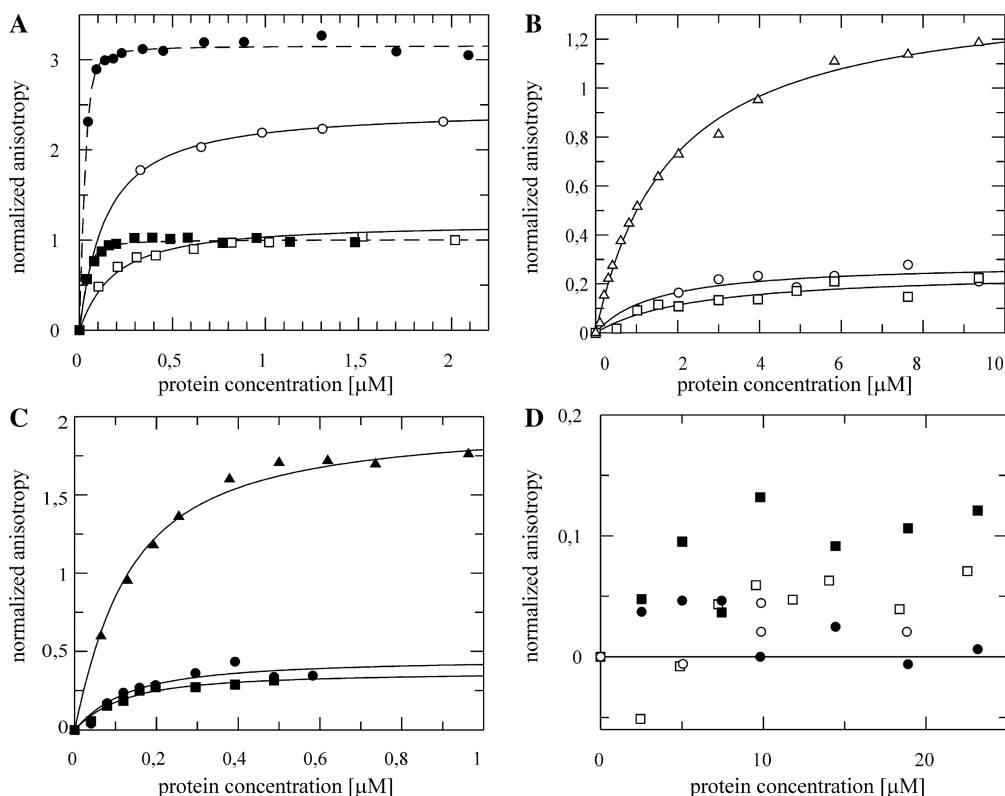 A
normalized anisotropy
3
2
1
0
0 0,5 1 1,5 2
protein concentration [μM]
B
normalized anisotropy
1,2
1
0,8
0,6
0,4
0,2
0
2 4 6 8 10
protein concentration [μM]
C
normalized anisotropy
2
1,5
1
0,5
0
0 0,2 0,4 0,6 0,8 1
protein concentration [μM]
D
normalized anisotropy
0,2
0,1
0
0 10 20
protein concentration [μM]